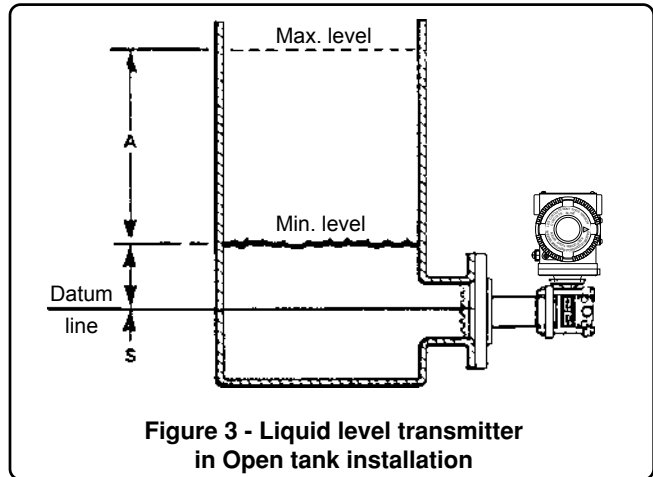 Max. level
A
Min. level
Datum
line
S
Figure 3 - Liquid level transmitter
in Open tank installation